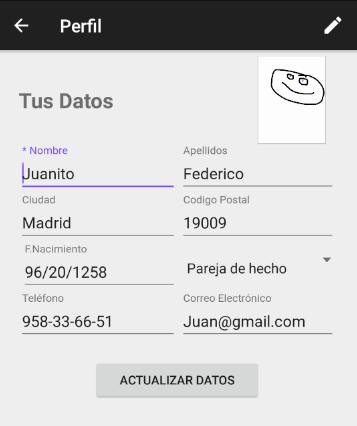 Perfil
Tus Datos
* Nombre Apellidos
Juanito Federico
Ciudad Codigo Postal
Madrid 19009
F.Nacimiento
96/20/1258 Pareja de hecho
Teléfono Correo Electrónico
958-33-66-51 Juan@gmail.com
ACTUALIZAR DATOS